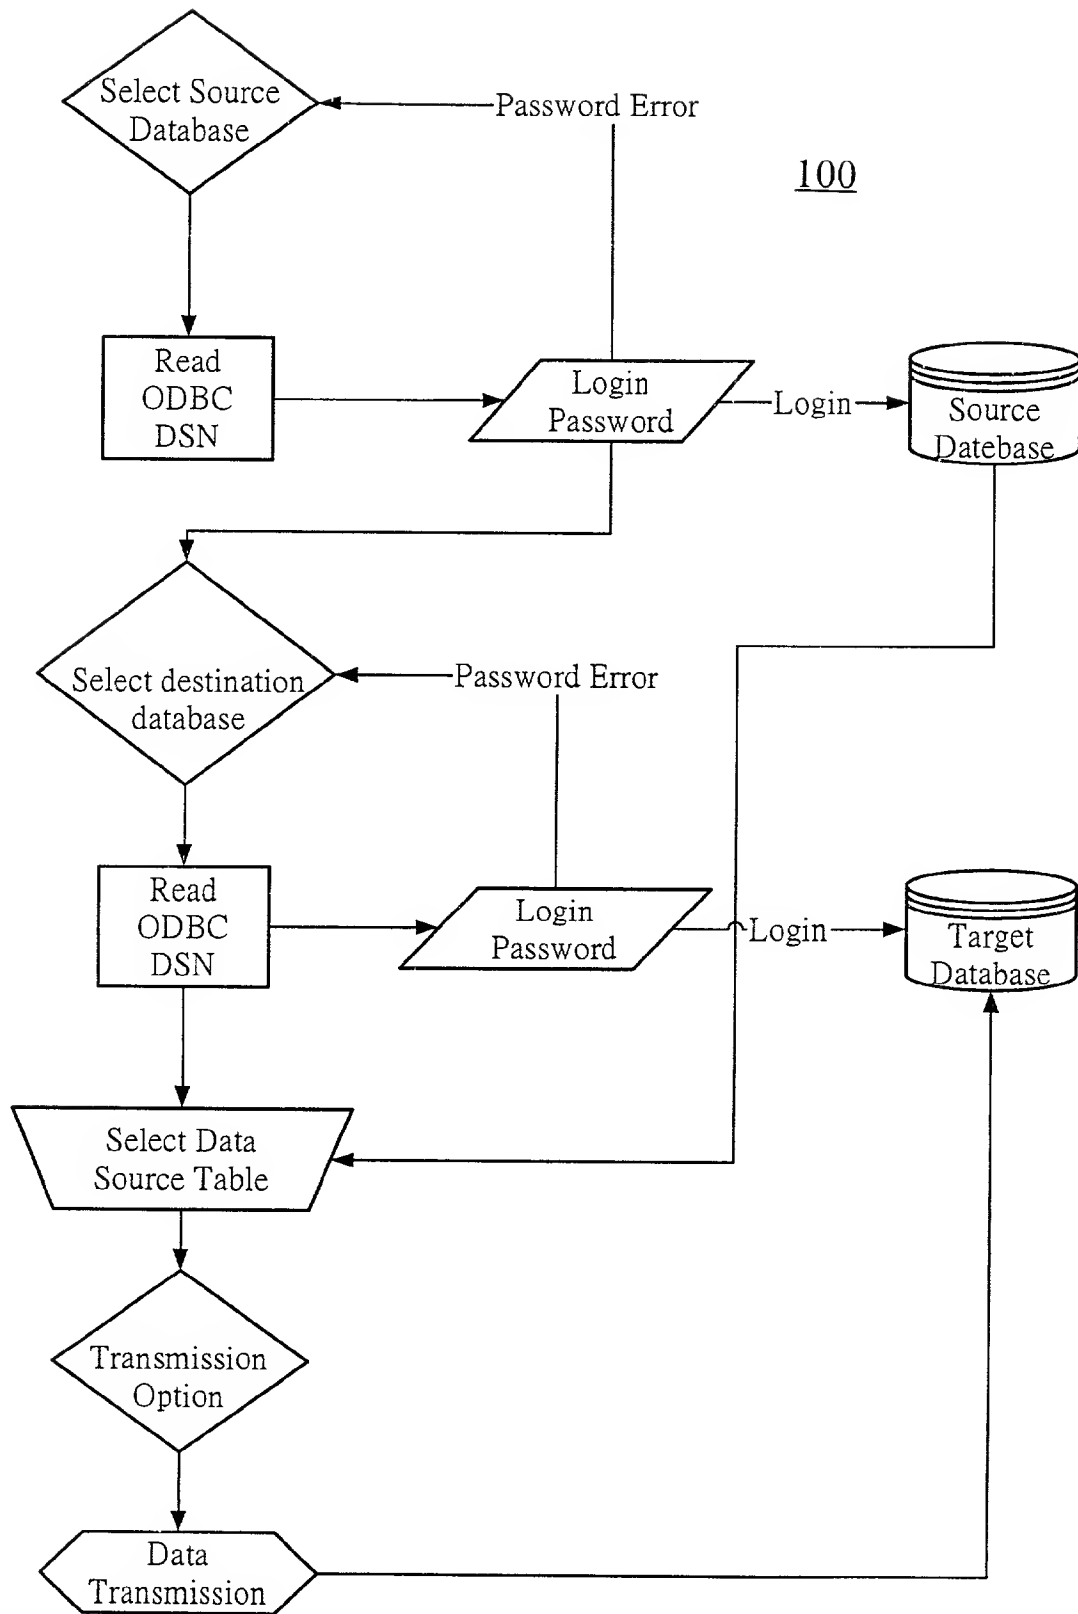 Select Source
Database
Password Error
100
Read
ODBC
DSN
Login
Password
Login
Source
Datebase
Select destination
database
Password Error
Read
ODBC
DSN
Login
Password
Login
Target
Database
Select Data
Source Table
Transmission
Option
Data
Transmission